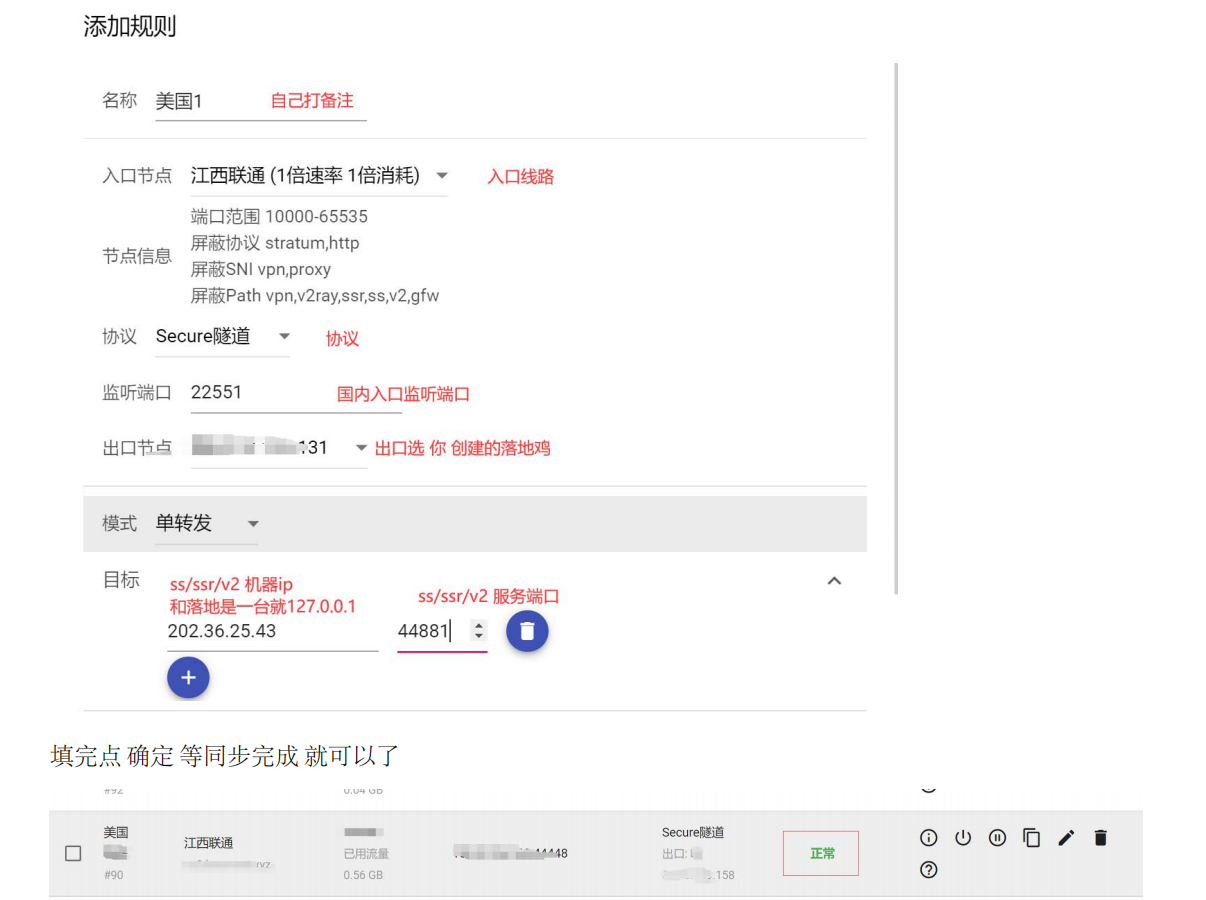 添加规则
名称 美国1 自己打备注
入口节点 江西联通 (1倍速率 1倍消耗) 入口线路
端口范围 10000-65535
屏蔽协议 stratum,http
节点信息
屏蔽SNI vpn,proxy
屏蔽Path vpn,v2ray,ssr,ss,v2,gfw
协议 Secure隧道 协议
监听端口 22551 国内入口监听端口
出口节点 131 出口选 你 创建的落地鸡
模式 单转发
目标 ss/ssr/v2 机器ip
和落地是一台就127.0.0.1 ss/ssr/v2 服务端口
202.36.25.43 44881
填完点 确定 等同步完成 就可以了
#92 0.04 GB
美国 江西联通 Secure隧道
已用流量 44448 出口: 正常
#90 0.56 GB .158